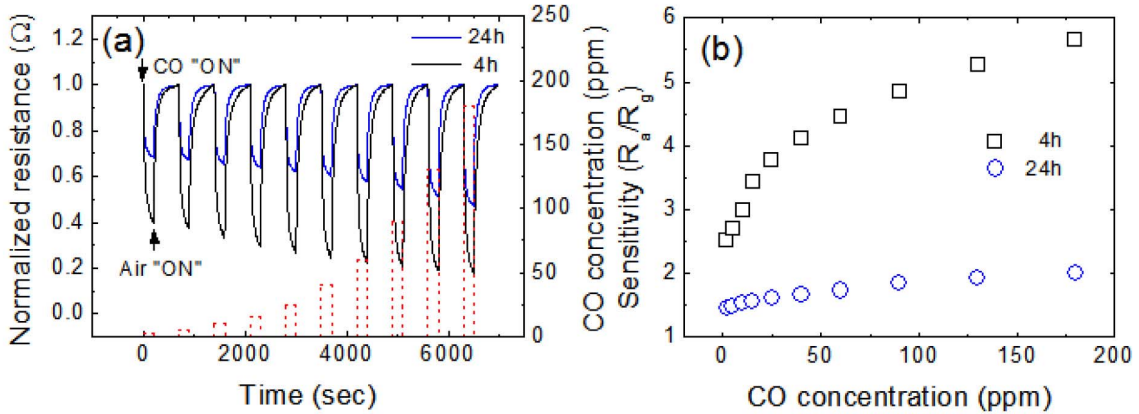 (a)
24h
4h
CO "ON"
Air "ON"
Normalized resistance (Ω)
1.2
1.0
0.8
0.6
0.4
0.2
0.0
0
2000
4000
6000
Time (sec)
250
200
150
100
50
0
CO concentration (ppm)
(b)
Sensitivity (Ra/Rg)
6
5
4
3
2
1
4h
24h
0
50
100
150
200
CO concentration (ppm)